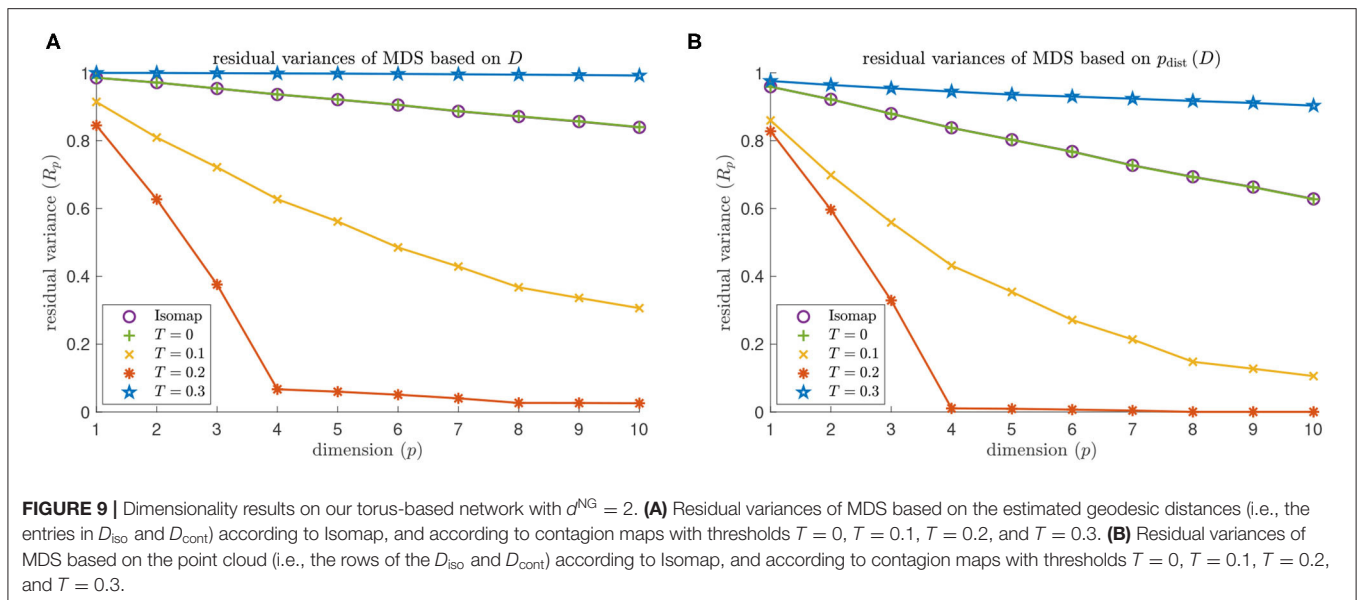 A
residual variances of MDS based on D
residual variance (Rp)
1
0.8
0.6
0.4
0.2
0
Isomap
T = 0
T = 0.1
T = 0.2
T = 0.3
1 2 3 4 5 6 7 8 9 10
dimension (p)
B
residual variances of MDS based on pdist (D)
residual variance (Rp)
1
0.8
0.6
0.4
0.2
0
Isomap
T = 0
T = 0.1
T = 0.2
T = 0.3
1 2 3 4 5 6 7 8 9 10
dimension (p)
FIGURE 9 | Dimensionality results on our torus-based network with dNG = 2. (A) Residual variances of MDS based on the estimated geodesic distances (i.e., the
entries in Diso and Dcont) according to Isomap, and according to contagion maps with thresholds T = 0, T = 0.1, T = 0.2, and T = 0.3. (B) Residual variances of
MDS based on the point cloud (i.e., the rows of the Diso and Dcont) according to Isomap, and according to contagion maps with thresholds T = 0, T = 0.1, T = 0.2,
and T = 0.3.